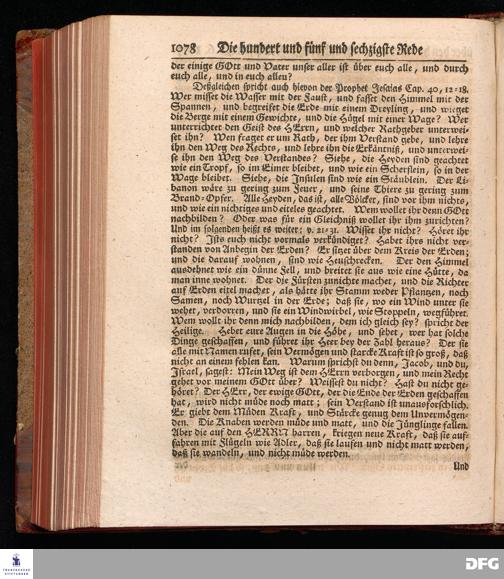 1078 Die hundert und fünf und sechzigste Rede
der einige GOtt und Vater unser aller ist über euch alle, und durch
euch alle, und in euch allen?
Deßgleichen spricht auch hievon der Prophet Jesaias Cap. 40, 12-18.
Wer misset die Wasser mit der Faust, und fasset den Himmel mit der
Spannen, und begreiffet die Erde mit einem Dreyling, und wieget
die Berge mit einem Gewichte, und die Hügel mit einer Wage? Wer
unterrichtet den Geist des HErrn, und welcher Rathgeber unterwei-
set ihn? Wen fraget er um Rath, der ihm Verstand gebe, und lehre
ihn den Weg des Rechts, und lehre ihn die Erkäntniß, und unterwei-
se ihn den Weg des Verstandes? Siehe, die Heyden sind geachtet
wie ein Tropf, so im Eimer bleibet, und wie ein Scherflein, so in der
Wage bleibet. Siehe, die Insulen sind wie ein Stäublein. Der Li-
banon wäre zu gering zum Feuer, und seine Thiere zu gering zum
Brand-Opfer. Alle Heyden, das ist, alle Völcker, sind vor ihm nichts,
und wie ein nichtiges und eiteles geachtet. Wem wollet ihr denn GOtt
nachbilden? Oder was für ein Gleichniß wollet ihr ihm zurichten?
Und im folgenden heißt es weiter: v. 21-31. Wisset ihr nicht? Höret ihr
nicht? Ists euch nicht vormals verkündiget? Habet ihrs nicht ver-
standen von Anbegin der Erden? Er sitzet über dem Kreis der Erden;
und die darauf wohnen, sind wie Heuschrecken. Der den Himmel
ausdehnet wie ein dünne Fell, und breitet sie aus wie eine Hütte, da
man inne wohnet. Der die Fürsten zunichte machet, und die Richter
auf Erden eitel machet, als hätte ihr Stamm weder Pflantzen, noch
Samen, noch Wurtzel in der Erde; daß sie, wo ein Wind unter sie
wehet, verdorren, und sie ein Windwirbel, wie Stoppeln, wegführet.
Wem wollt ihr denn mich nachbilden, dem ich gleich sey? spricht der
Heilige. Hebet eure Augen in die Höhe, und sehet, wer hat solche
Dinge geschaffen, und führet ihr Heer bey der Zahl heraus? Der sie
alle mit Namen rufet, sein Vermögen und starcke Kraft ist so groß, daß
nicht an einem fehlen kan. Warum sprichst du denn, Jacob, und du,
Israel, sagest: Mein Weg ist dem HErrn verborgen, und mein Recht
gehet vor meinem GOtt über? Weissest du nicht? Hast du nicht ge-
höret? Der HErr, der ewige GOtt, der die Ende der Erden geschaffen
hat, wird nicht müde noch matt; sein Verstand ist unausforschlich.
Er giebt dem Müden Kraft, und Stärcke genug dem Unvermögen-
den. Die Knaben werden müde und matt, und die Jünglinge fallen.
Aber die auf den HERRN harren, kriegen neue Kraft, daß sie auf-
fahren mit Flügeln wie Adler, daß sie laufen und nicht matt werden,
daß sie wandeln, und nicht müde werden.
Und
FRANCKESCHE STIFTUNGEN
DFG